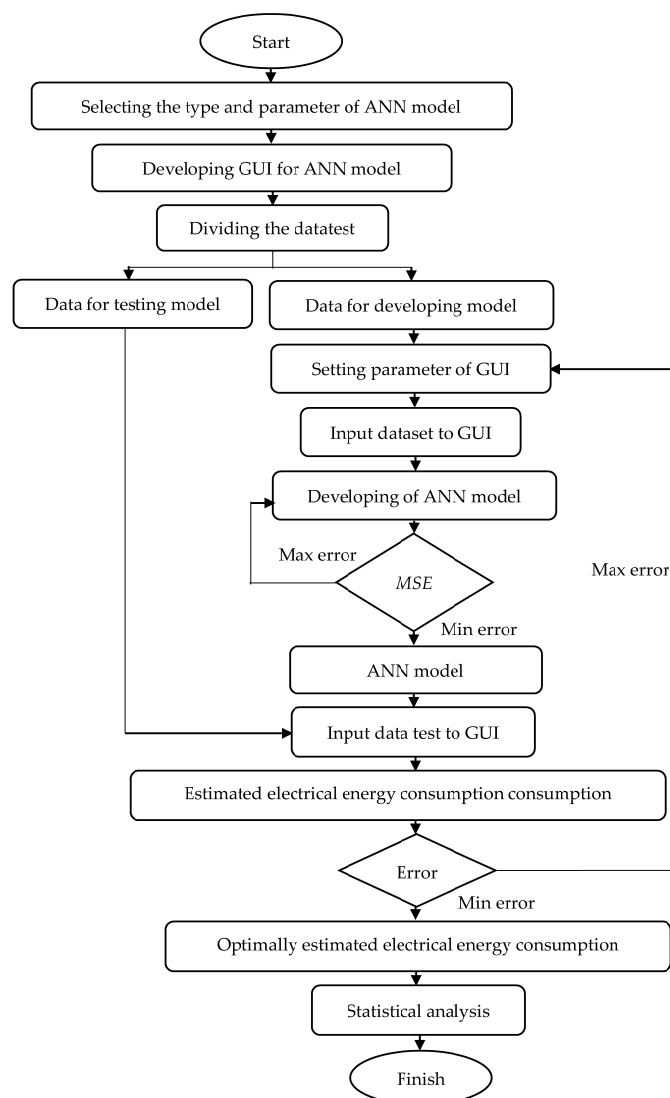 Start
Selecting the type and parameter of ANN model
Developing GUI for ANN model
Dividing the datatest
Data for testing model
Data for developing model
Setting parameter of GUI
Input dataset to GUI
Developing of ANN model
Max error
MSE
Max error
Min error
ANN model
Input data test to GUI
Estimated electrical energy consumption consumption
Error
Min error
Optimally estimated electrical energy consumption
Statistical analysis
Finish